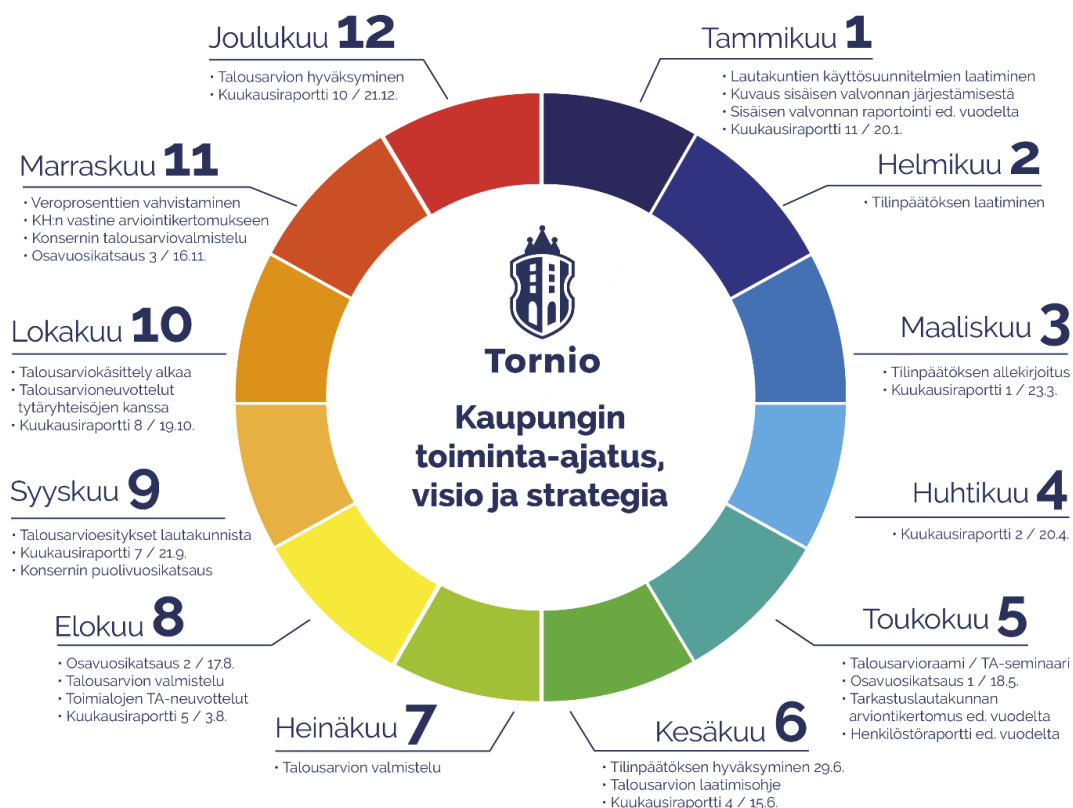 Tammikuu 1
• Lautakuntien käyttösuunnitelmien laatiminen
• Kuvaus sisäisen valvonnan järjestämisestä
• Sisäisen valvonnan raportointi ed. vuodelta
• Kuukausiraportti 11 / 20.1.
Helmikuu 2
• Tilinpäätöksen laatiminen
Maaliskuu 3
• Tilinpäätöksen allekirjoitus
• Kuukausiraportti 1 / 23.3.
Huhtikuu 4
• Kuukausiraportti 2 / 20.4.
Toukokuu 5
• Talousarvioraami / TA-seminaari
• Osavuosikatsaus 1 / 18.5.
• Tarkastuslautakunnan
arviontikertomus ed. vuodelta
• Henkilöstöraportti ed. vuodelta
Kesäkuu 6
• Tilinpäätöksen hyväksyminen 29.6.
• Talousarvion laatimisohje
• Kuukausiraportti 4 / 15.6.
Heinäkuu 7
• Talousarvion valmistelu
Elokuu 8
• Osavuosikatsaus 2 / 17.8.
• Talousarvion valmistelu
• Toimialojen TA-neuvottelut
• Kuukausiraportti 5 / 3.8.
Syyskuu 9
• Talousarvioesitykset lautakunnista
• Kuukausiraportti 7 / 21.9.
• Konsernin puolivuosikatsaus
Lokakuu 10
• Talousarviokäsittely alkaa
• Talousarvioneuvottelut
tytäryhteisöjen kanssa
• Kuukausiraportti 8 / 19.10.
Marraskuu 11
• Veroprosenttien vahvistaminen
• KH:n vastine arviointikertomukseen
• Konsernin talousarviovalmistelu
• Osavuosikatsaus 3 / 16.11.
Joulukuu 12
• Talousarvion hyväksyminen
• Kuukausiraportti 10 / 21.12.
Tornio
Kaupungin
toiminta-ajatus,
visio ja strategia